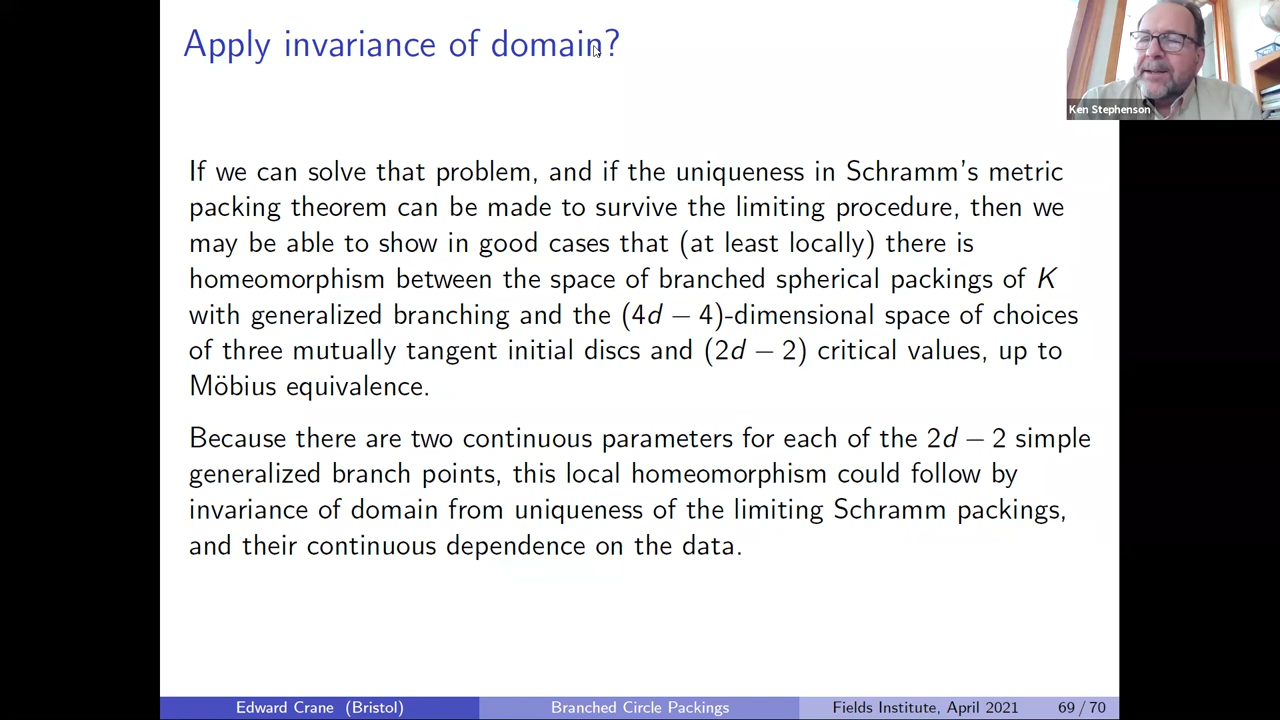 Apply invariance of domain?
Ken Stephenson
If we can solve that problem, and if the uniqueness in Schramm's metric
packing theorem can be made to survive the limiting procedure, then we
may be able to show in good cases that (at least locally) there is
homeomorphism between the space of branched spherical packings of K
with generalized branching and the (4d − 4)-dimensional space of choices
of three mutually tangent initial discs and (2d − 2) critical values, up to
Möbius equivalence.
Because there are two continuous parameters for each of the 2d − 2 simple
generalized branch points, this local homeomorphism could follow by
invariance of domain from uniqueness of the limiting Schramm packings,
and their continuous dependence on the data.
Edward Crane (Bristol) Branched Circle Packings Fields Institute, April 2021 69 / 70